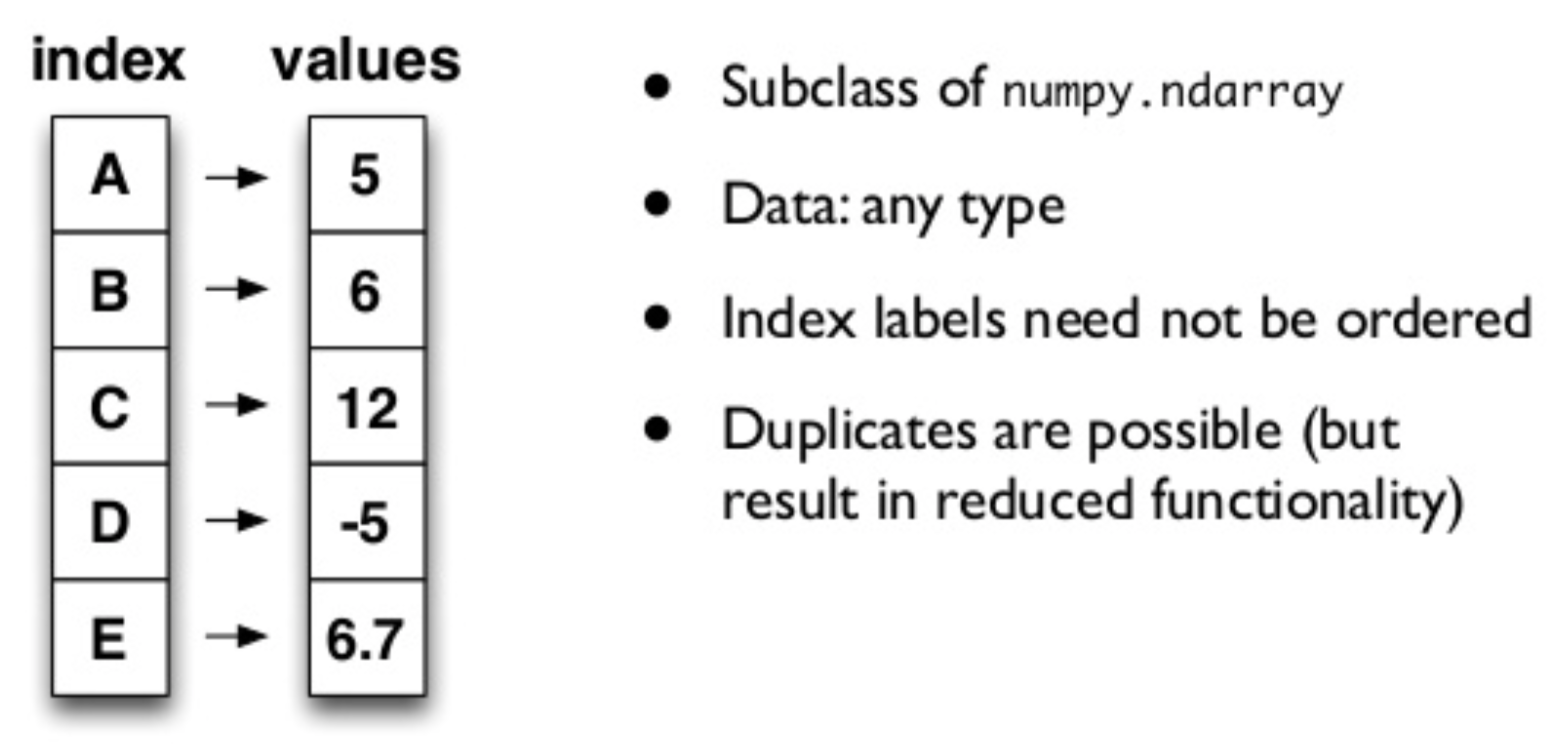 index values
A 5
B 6
C 12
D -5
E 6.7
• Subclass of numpy.ndarray
• Data: any type
• Index labels need not be ordered
• Duplicates are possible (but
result in reduced functionality)